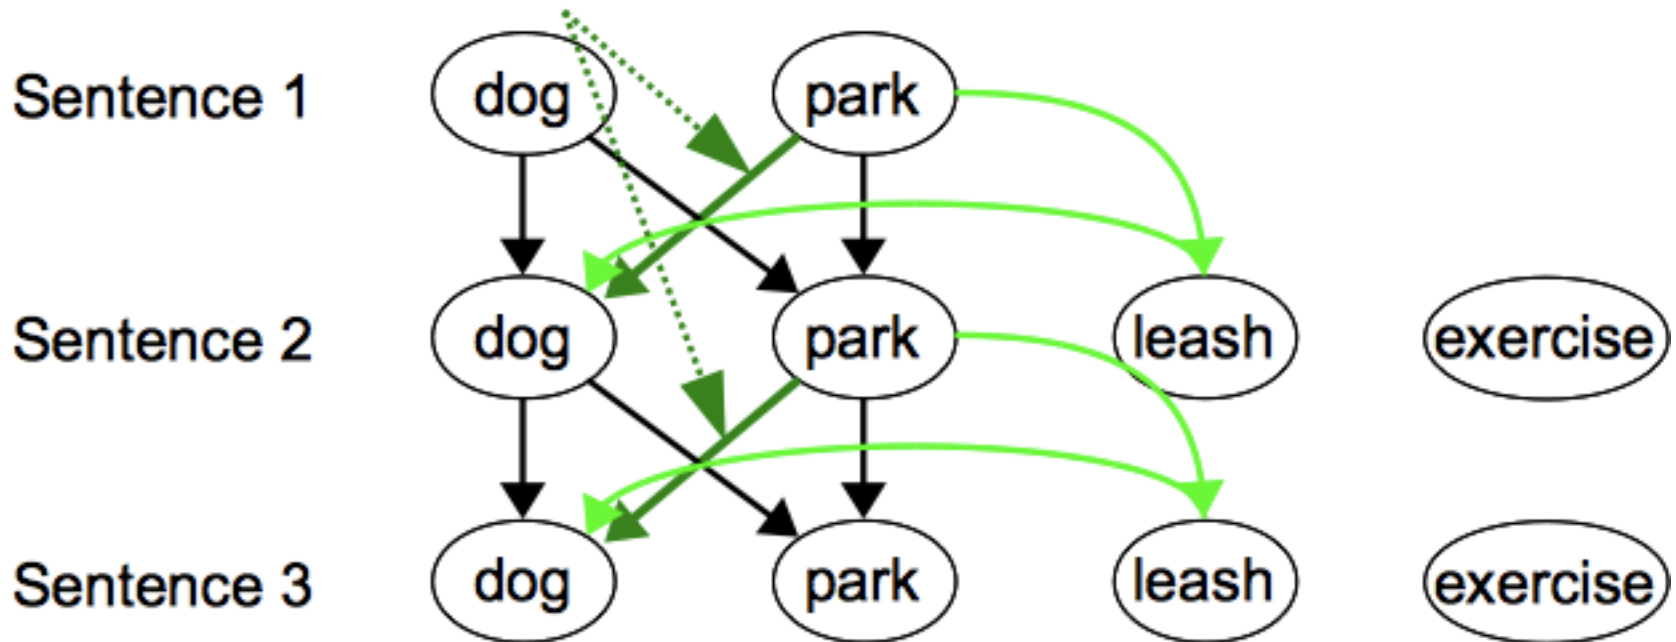 Sentence 1 dog park
Sentence 2 dog park leash exercise
Sentence 3 dog park leash exercise